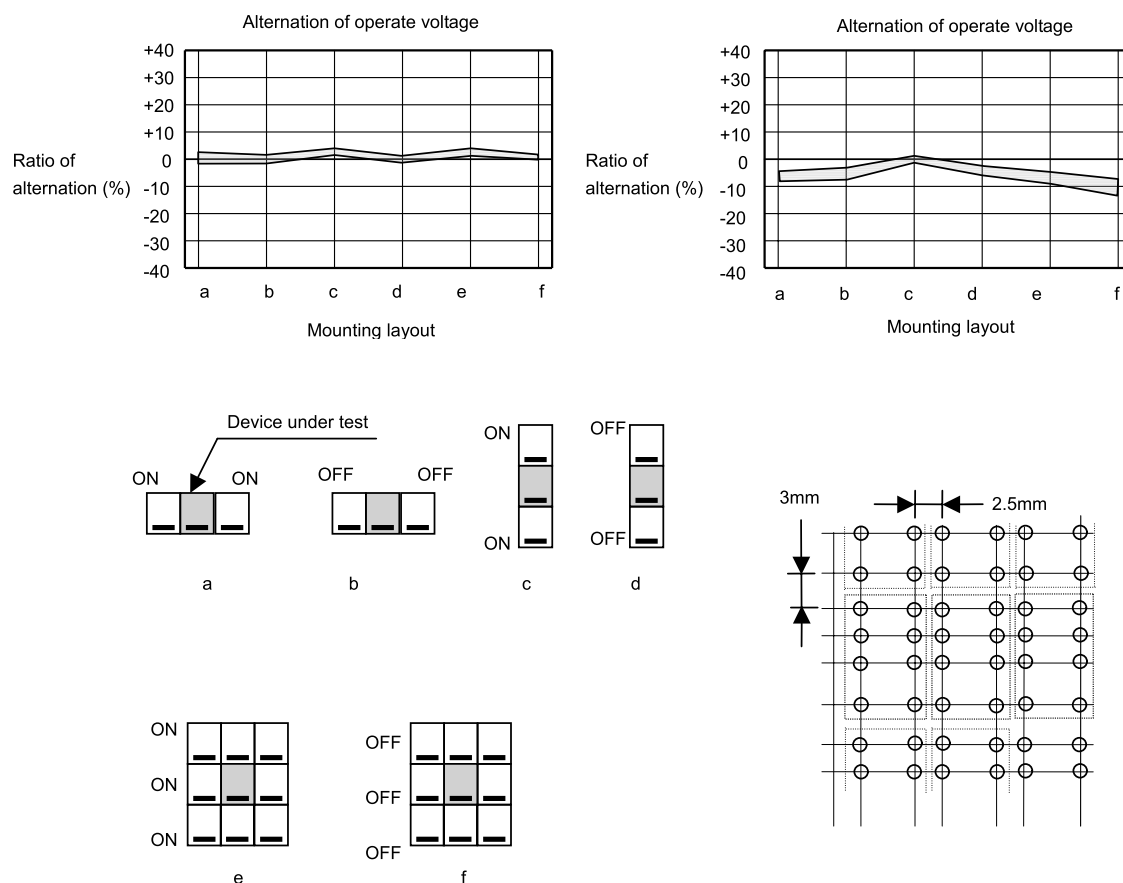 Alternation of operate voltage
+40
+30
+20
+10
0
-10
-20
-30
-40
Ratio of
alternation (%)
a b c d e f
Mounting layout
Alternation of operate voltage
+40
+30
+20
+10
0
-10
-20
-30
-40
Ratio of
alternation (%)
a b c d e f
Mounting layout
Device under test
ON ON
a
OFF OFF
b
ON
ON
c
OFF
OFF
d
ON
ON
ON
e
OFF
OFF
OFF
f
3mm
2.5mm